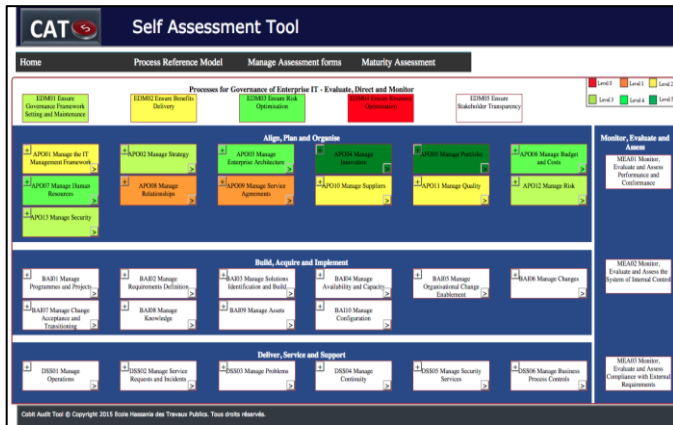 CAT S
Self Assessment Tool
Home
Process Reference Model
Manage Assessment forms
Maturity Assessment
Processes for Governance of Enterprise IT - Evaluate, Direct and Monitor
Level 0
Level 1
Level 2
Level 3
Level 4
Level 5
EDM01 Ensure
Governance Framework
Setting and Maintenance
EDM02 Ensure Benefits
Delivery
EDM03 Ensure Risk
Optimisation
EDM04 Ensure Resource
Optimisation
EDM05 Ensure
Stakeholder Transparency
Align, Plan and Organise
+ APO01 Manage the IT
Management Framework
>
+ APO02 Manage Strategy
>
+ APO03 Manage
Enterprise Architecture
>
+ APO04 Manage
Innovation
>
+ APO05 Manage Portfolio
>
+ APO06 Manage Budget
and Costs
>
+ APO07 Manage Human
Resources
>
+ APO08 Manage
Relationships
>
+ APO09 Manage Service
Agreements
>
+ APO10 Manage Suppliers
>
+ APO11 Manage Quality
>
+ APO12 Manage Risk
>
+ APO13 Manage Security
>
Build, Acquire and Implement
+ BAI01 Manage
Programmes and Projects
>
+ BAI02 Manage
Requirements Definition
>
+ BAI03 Manage Solutions
Identification and Build
>
+ BAI04 Manage
Availability and Capacity
>
+ BAI05 Manage
Organisational Change
Enablement
>
+ BAI06 Manage Changes
>
+ BAI07 Manage Change
Acceptance and
Transitioning
>
+ BAI08 Manage
Knowledge
>
+ BAI09 Manage Assets
>
+ BAI10 Manage
Configuration
>
Deliver, Service and Support
+ DSS01 Manage
Operations
>
+ DSS02 Manage Service
Requests and Incidents
>
+ DSS03 Manage Problems
>
+ DSS04 Manage
Continuity
>
+ DSS05 Manage Security
Services
>
+ DSS06 Manage Business
Process Controls
>
Monitor, Evaluate and
Assess
MEA01 Monitor,
Evaluate and Assess
Performance and
Conformance
MEA02 Monitor,
Evaluate and Assess the
System of Internal Control
MEA03 Monitor,
Evaluate and Assess
Compliance with External
Requirements
Cobit Audit Tool © Copyright 2015 Ecole Hassania des Travaux Publics. Tous droits réservés.